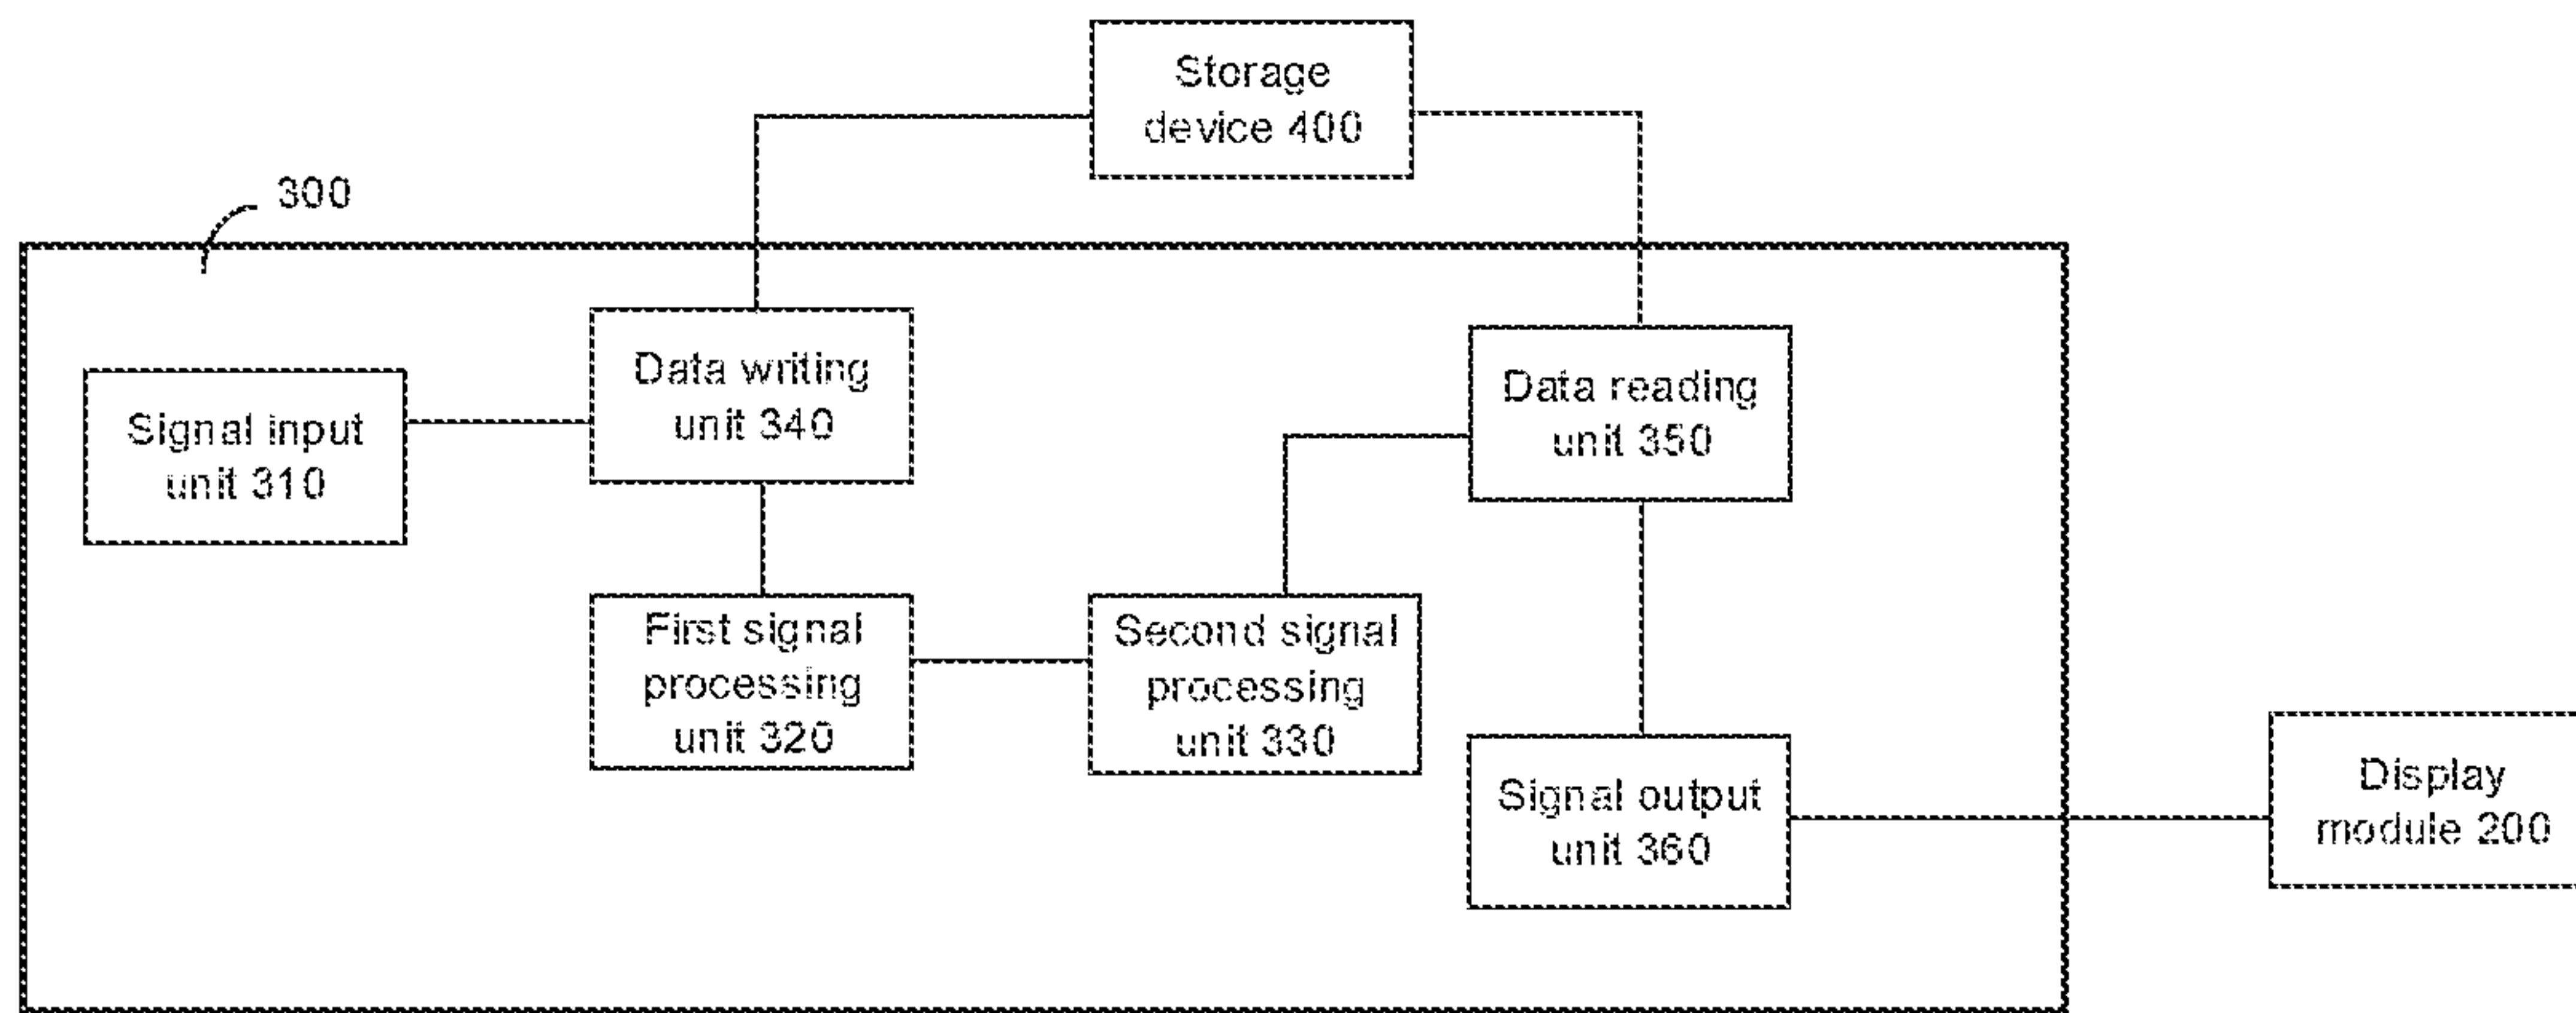 Storage
device 400
300
Data writing
unit 340
Data reading
unit 350
Signal input
unit 310
First signal
processing
unit 320
Second signal
processing
unit 330
Signal output
unit 360
Display
module 200